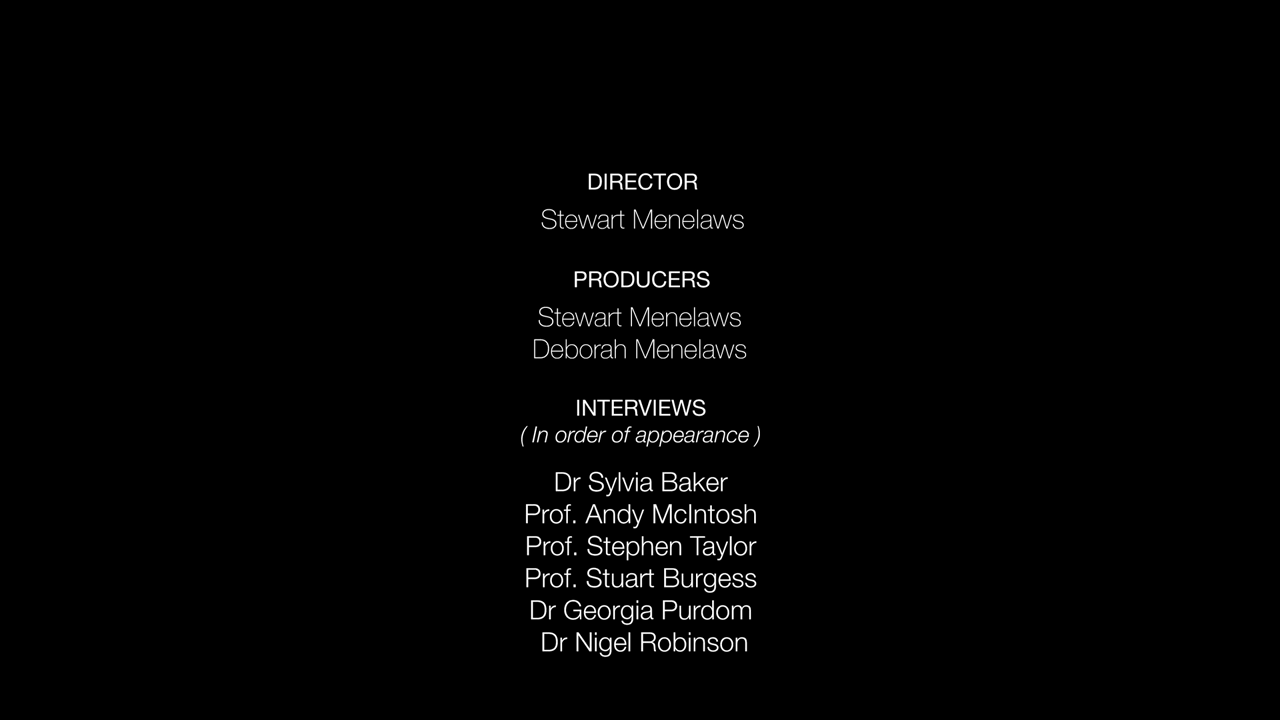 DIRECTOR
Stewart Menelaws
PRODUCERS
Stewart Menelaws
Deborah Menelaws
INTERVIEWS
( In order of appearance )
Dr Sylvia Baker
Prof. Andy McIntosh
Prof. Stephen Taylor
Prof. Stuart Burgess
Dr Georgia Purdom
Dr Nigel Robinson